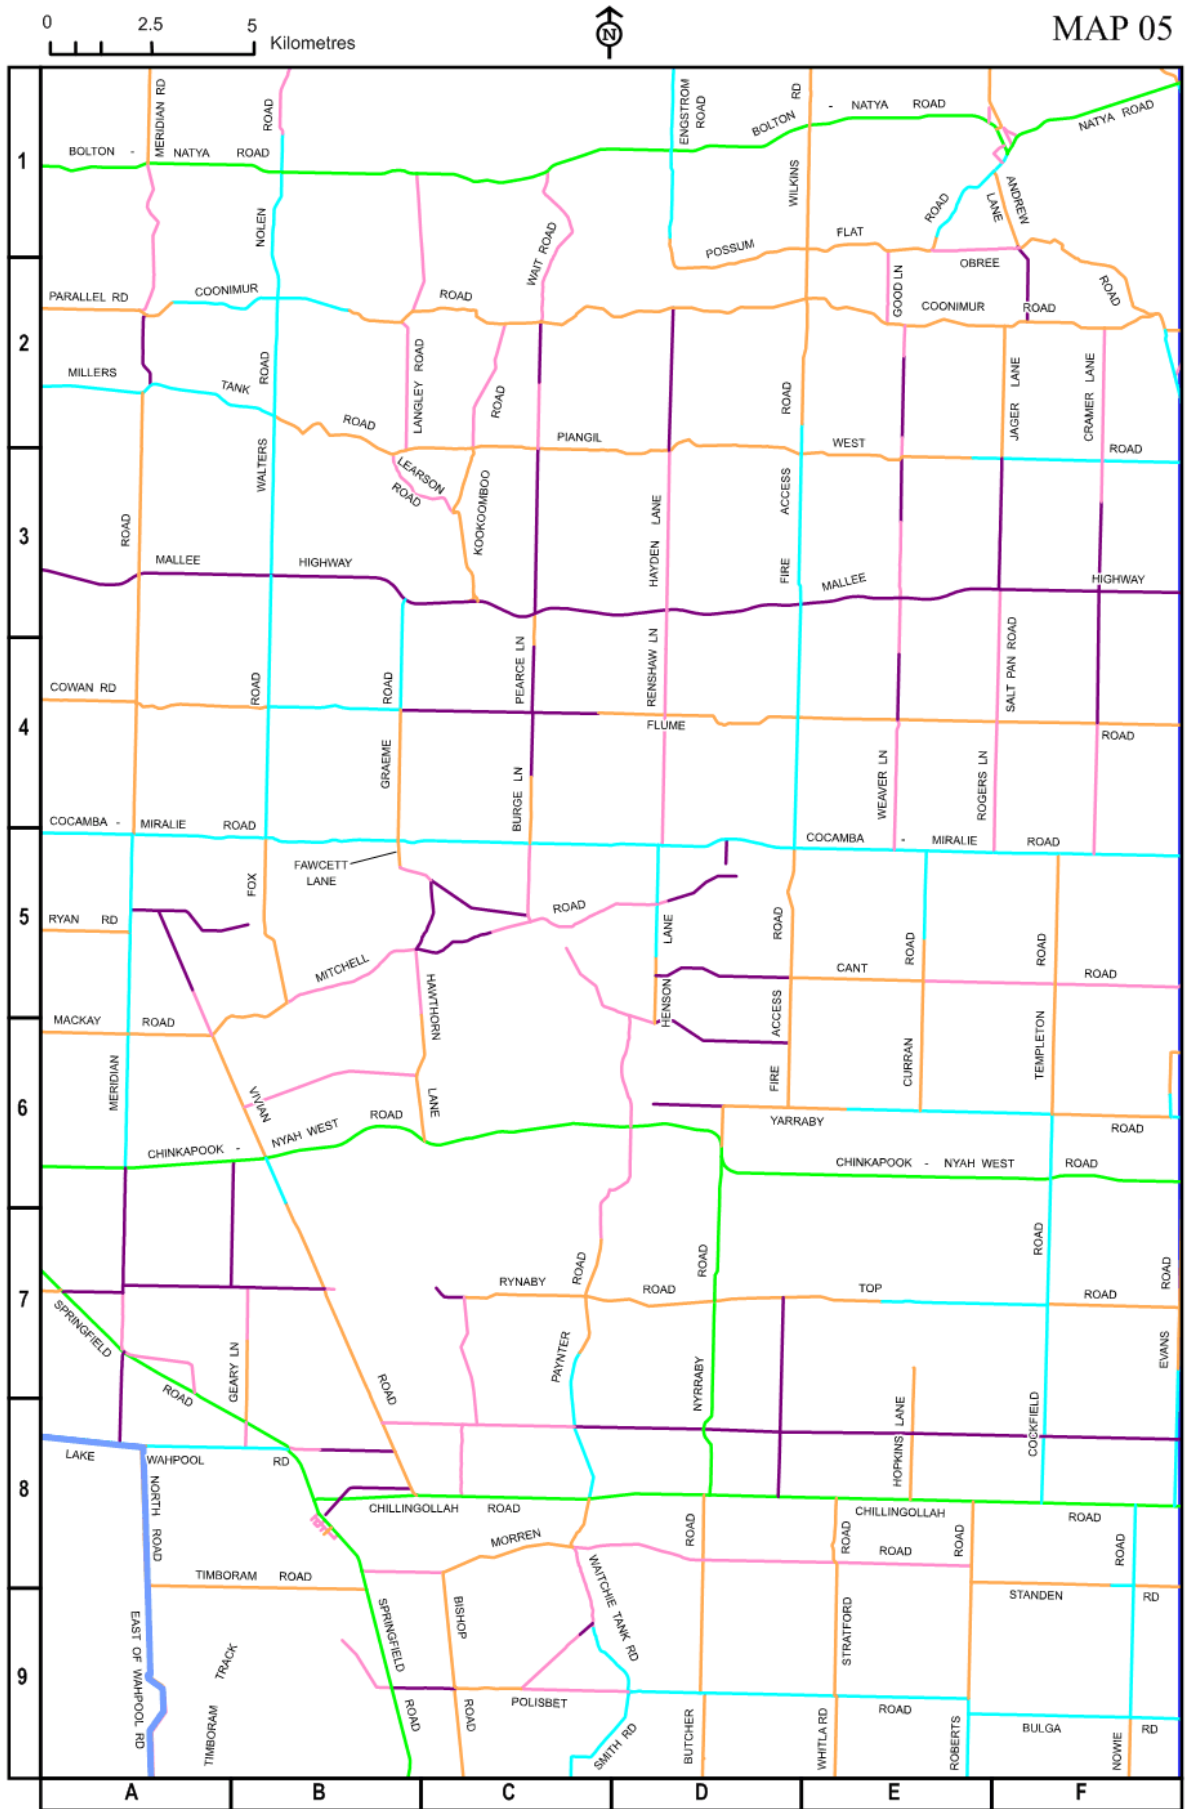 0 2.5 5
Kilometres
N
MAP 05
MERIDIAN RD
ROAD
ENGSTROM
ROAD
RD
BOLTON - NATYA ROAD
NATYA ROAD
BOLTON - NATYA ROAD
1
WILKINS
NOLEN
WAIT ROAD
ROAD
ANDREW
LANE
POSSUM
FLAT
OBREE
GOOD LN
ROAD
PARALLEL RD
COONIMUR
ROAD
COONIMUR
ROAD
2
MILLERS
TANK
ROAD
ROAD
LANGLEY ROAD
ROAD
ROAD
JAGER LANE
CRAMER LANE
PIANGIL
WEST
ROAD
WALTERS
LEARSON
ROAD
KOOKOOMBOO
HAYDEN LANE
ACCESS
FIRE
3
ROAD
MALLEE
HIGHWAY
MALLEE
HIGHWAY
PEARCE LN
RENSHAW LN
SALT PAN ROAD
COWAN RD
ROAD
ROAD
4
FLUME
ROAD
GRAEME
BURGE LN
WEAVER LN
ROGERS LN
COCAMBA - MIRALIE ROAD
COCAMBA - MIRALIE ROAD
FAWCETT
LANE
FOX
5
RYAN RD
ROAD
LANE
ROAD
ROAD
ROAD
MITCHELL
CANT
ROAD
HAWTHORN
HENSON
ACCESS
MACKAY ROAD
MERIDIAN
VIVIAN
LANE
FIRE
CURRAN
TEMPLETON
6
ROAD
YARRABY
ROAD
CHINKAPOOK - NYAH WEST
CHINKAPOOK - NYAH WEST ROAD
ROAD
ROAD
ROAD
ROAD
7
RYNABY
ROAD
TOP
ROAD
SPRINGFIELD
ROAD
GEARY LN
ROAD
PAYNTER
NYRRABY
EVANS
HOPKINS LANE
COCKFIELD
LAKE
WAHPOOL
RD
8
NORTH ROAD
CHILLINGOLLAH ROAD
CHILLINGOLLAH
ROAD
MORREN
ROAD
ROAD
ROAD
ROAD
ROAD
TIMBORAM ROAD
WAITCHIE TANK RD
STANDEN
RD
EAST OF WAHPOOL RD
SPRINGFIELD
BISHOP
STRATFORD
9
TRACK
TIMBORAM
ROAD
ROAD
POLISBET
ROAD
SMITH RD
BUTCHER
WHITLA RD
ROBERTS
BULGA
RD
NOWIE
A B C D E F